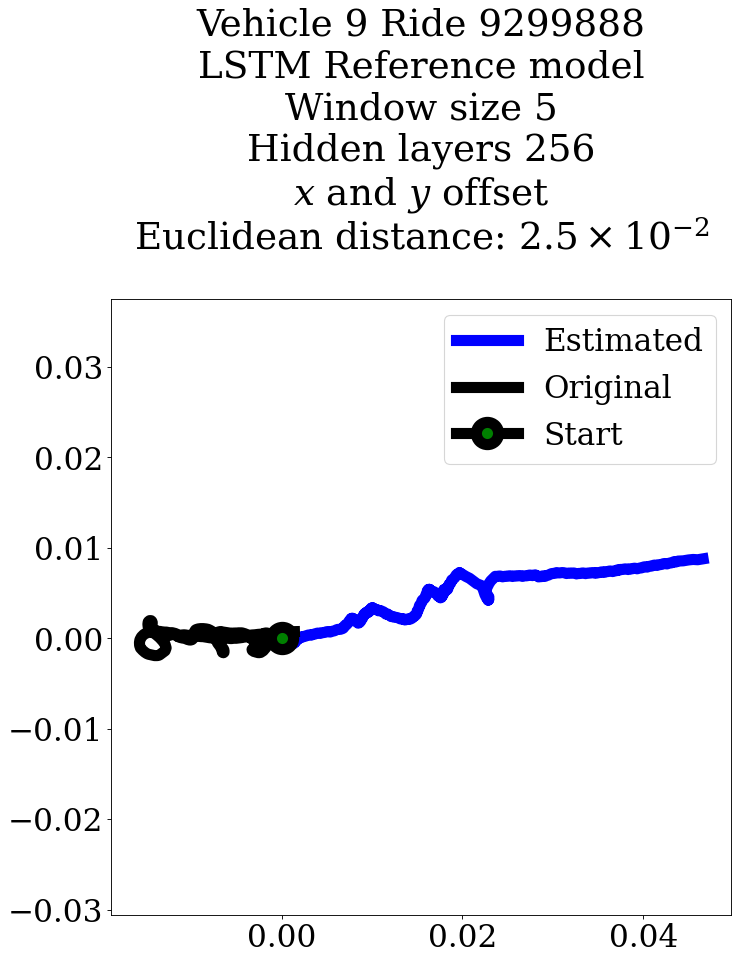 Vehicle 9 Ride 9299888
LSTM Reference model
Window size 5
Hidden layers 256
x and y offset
Euclidean distance: 2.5 × 10⁻²
Estimated
Original
Start
0.03
0.02
0.01
0.00
−0.01
−0.02
−0.03
0.00 0.02 0.04